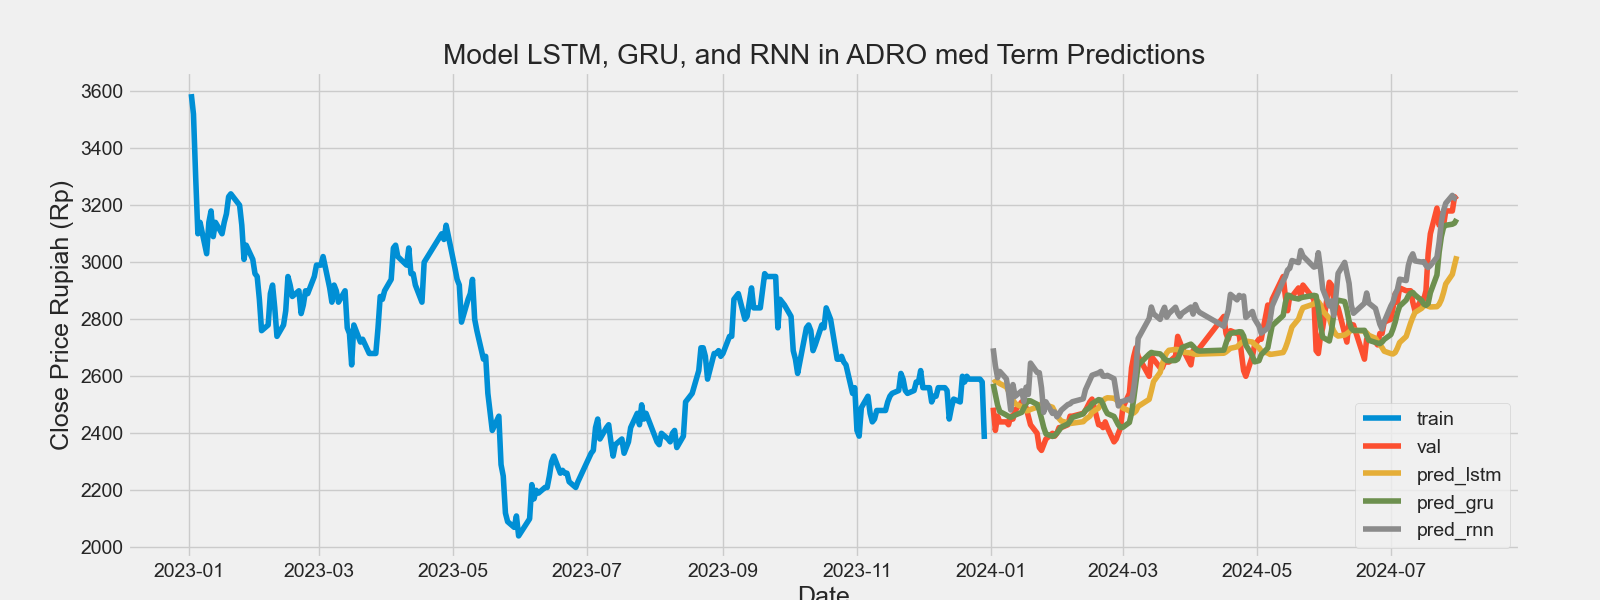 Model LSTM, GRU, and RNN in ADRO med Term Predictions
Close Price Rupiah (Rp)
3600
3400
3200
3000
2800
2600
2400
2200
2000
train
val
pred_lstm
pred_gru
pred_rnn
2023-01 2023-03 2023-05 2023-07 2023-09 2023-11 2024-01 2024-03 2024-05 2024-07
Date